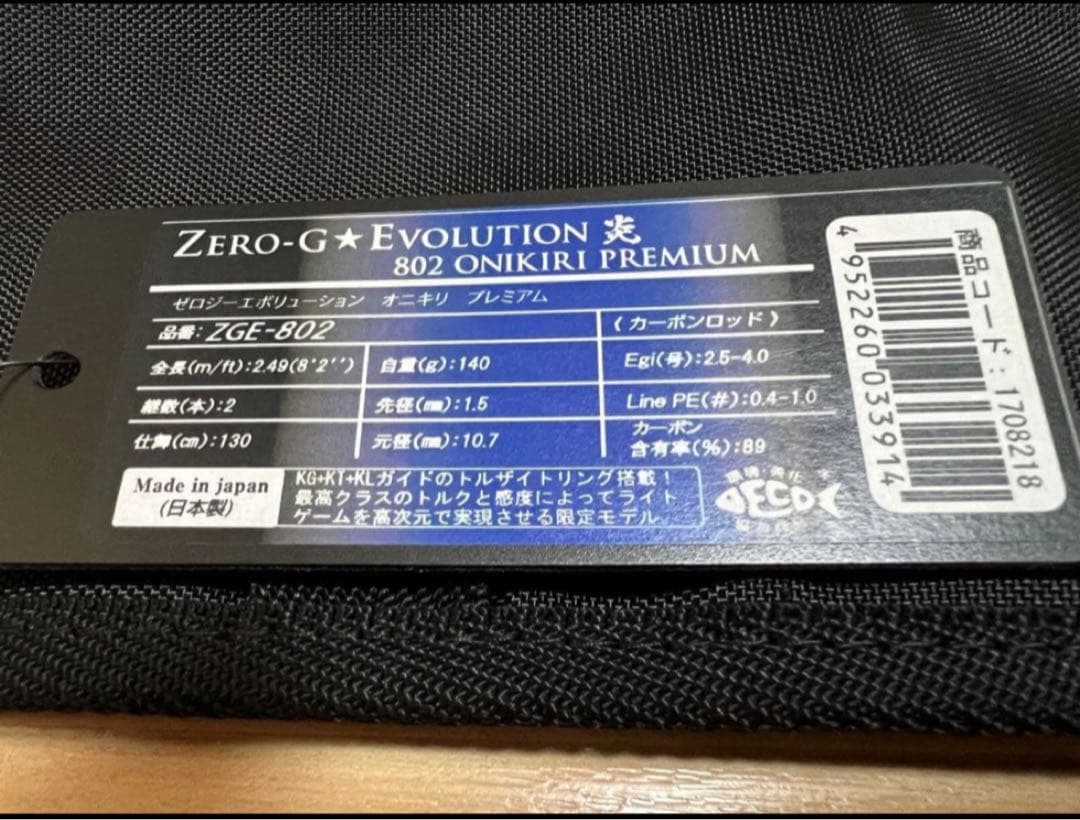 ZERO-G★EVOLUTION 炎
802 ONIKIRI PREMIUM
ゼロジーエボリューション オニキリ プレミアム
品番:ZGE-802
《カーボンロッド》
全長(m/ft):2.49(8'2'')
自重(g):140
Egi(号):2.5-4.0
継数(本):2
先径(㎜):1.5
Line PE(#):0.4-1.0
仕舞(㎝):130
元径(㎜):10.7
カーボン
含有率(%):89
Made in japan
(日本製)
KG+KT+KLガイドのトルザイトリング搭載！
最高クラスのトルクと感度によってライト
ゲームを高次元で実現させる限定モデル。
環境・美化
ECO
商品コード:1708218
4952260033914